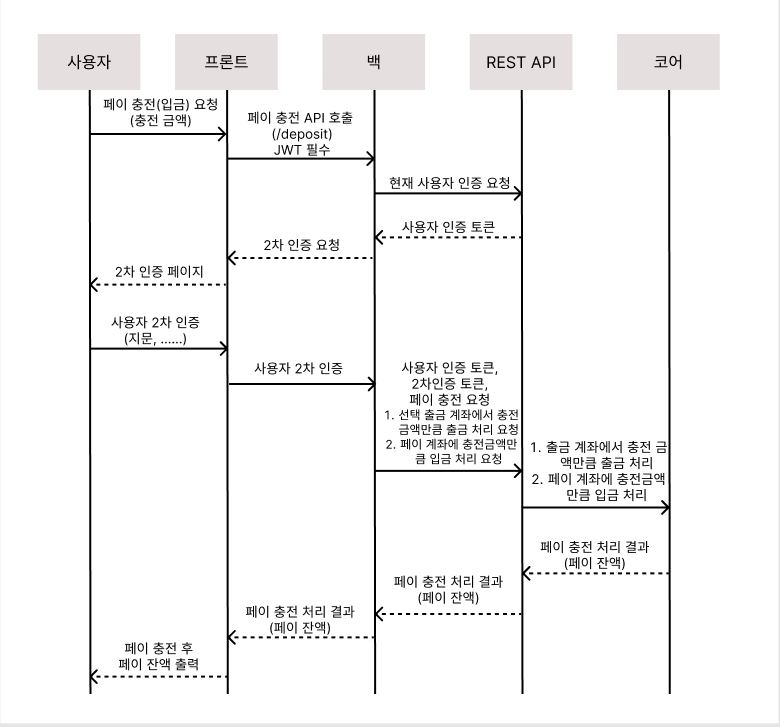 사용자
프론트
백
REST API
코어
페이 충전(입금) 요청
(충전 금액)
페이 충전 API 호출
(/deposit)
JWT 필수
현재 사용자 인증 요청
사용자 인증 토큰
2차 인증 요청
2차 인증 페이지
사용자 2차 인증
(지문, ......)
사용자 2차 인증
사용자 인증 토큰,
2차인증 토큰,
페이 충전 요청
1. 선택 출금 계좌에서 충전
금액만큼 출금 처리 요청
2. 페이 계좌에 충전금액만
큼 입금 처리 요청
1. 출금 계좌에서 충전 금
액만큼 출금 처리
2. 페이 계좌에 충전금액
만큼 입금 처리
페이 충전 처리 결과
(페이 잔액)
페이 충전 처리 결과
(페이 잔액)
페이 충전 처리 결과
(페이 잔액)
페이 충전 후
페이 잔액 출력